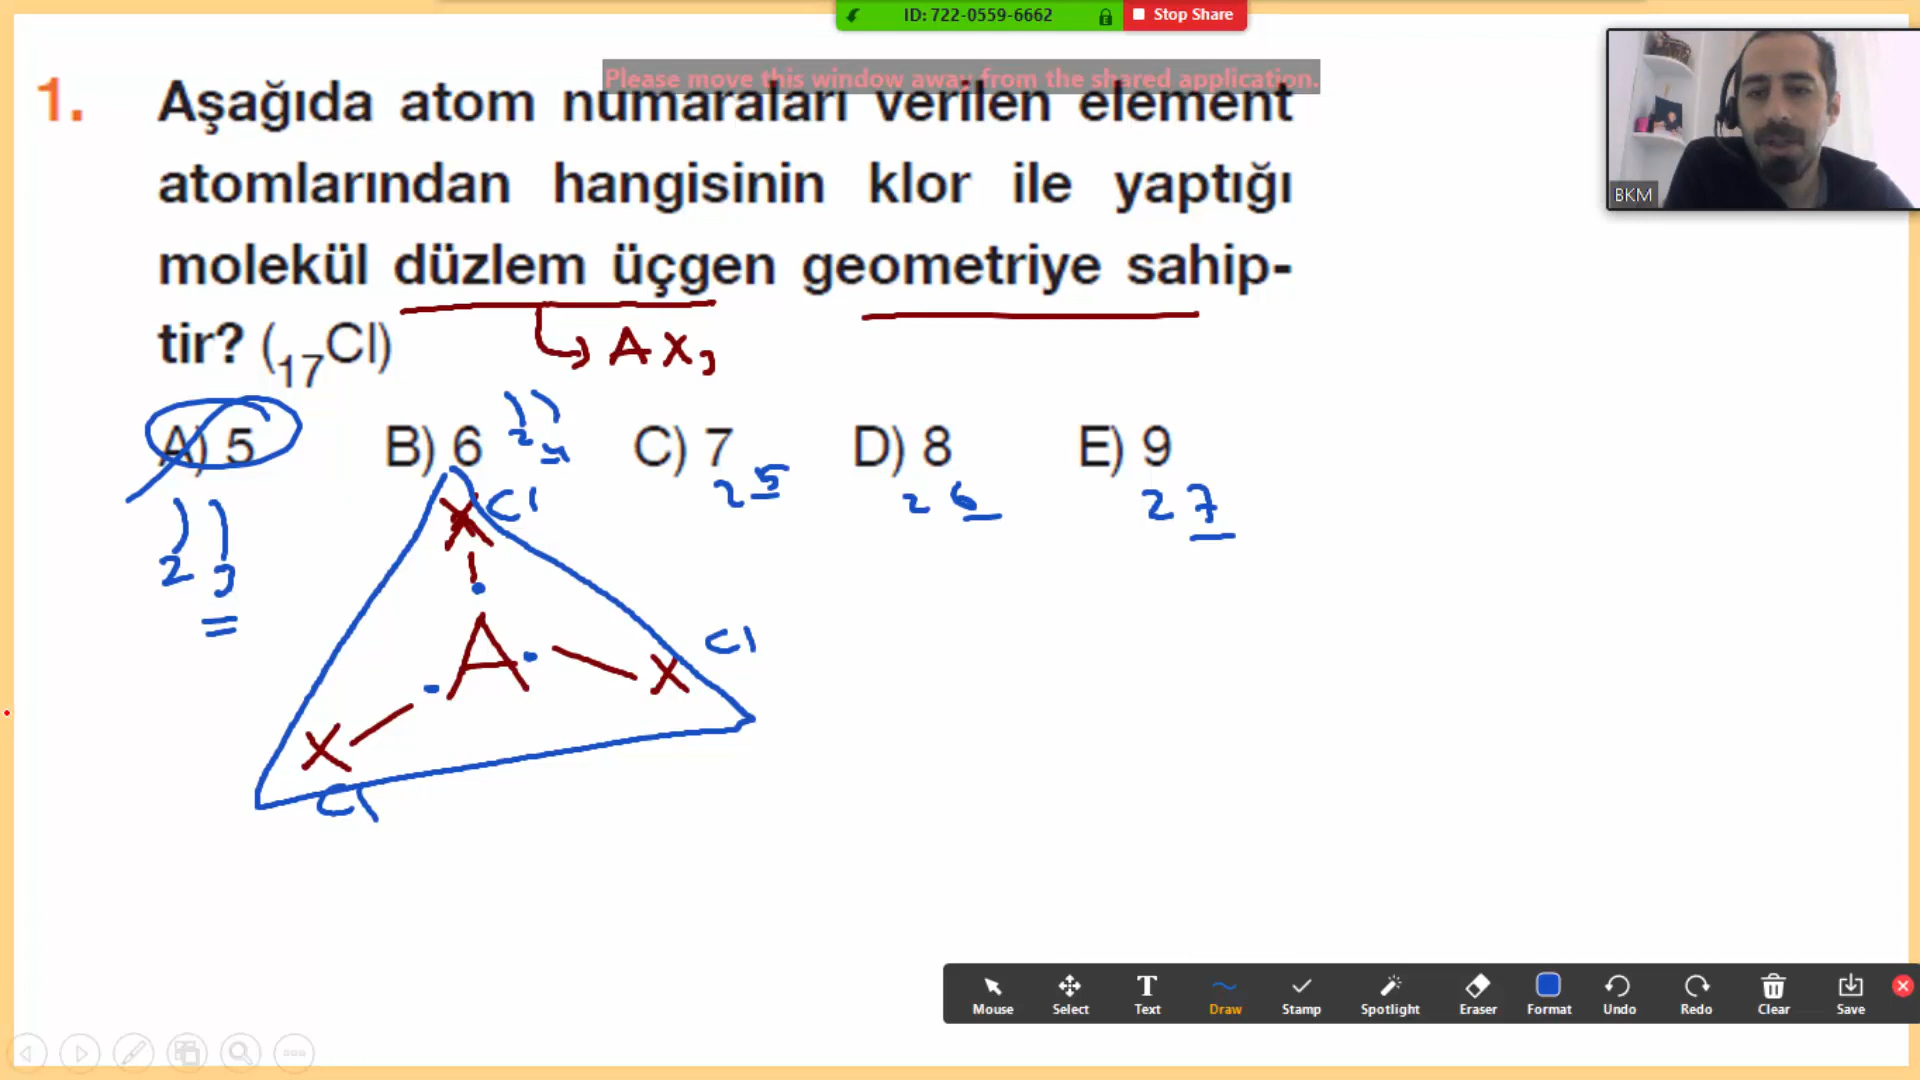 ID: 722-0559-6662
Stop Share
Please move this window away from the shared application.
1. Aşağıda atom numaraları verilen element
atomlarından hangisinin klor ile yaptığı
molekül düzlem üçgen geometriye sahip-
tir? (17Cl)
AX3
A) 5 B) 6 C) 7 D) 8 E) 9
2 4
2 5
2 6
2 7
2 3
X Cl
A
X Cl
X
Cl
BKM
Mouse Select Text Draw Stamp Spotlight Eraser Format Undo Redo Clear Save